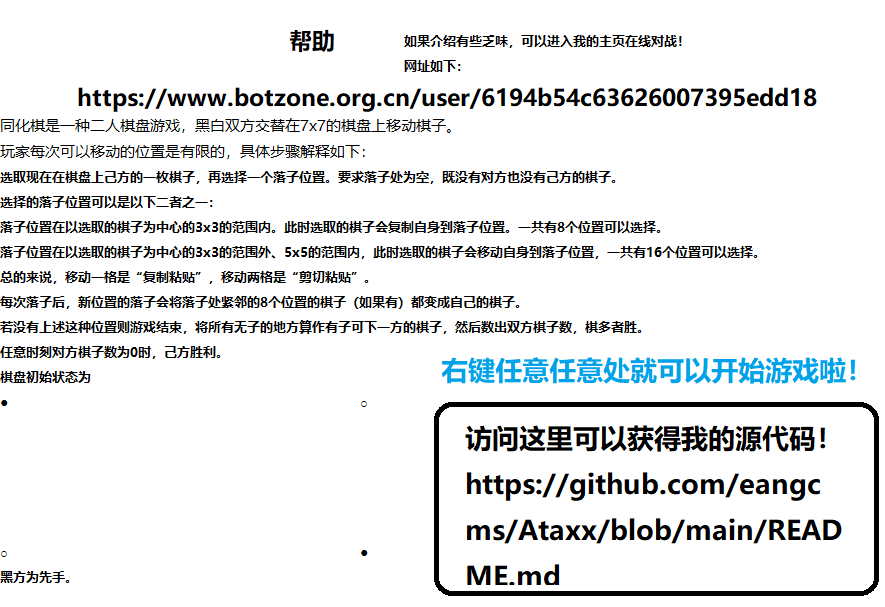 帮助
如果介绍有些乏味，可以进入我的主页在线对战！
网址如下：
https://www.botzone.org.cn/user/6194b54c63626007395edd18
同化棋是一种二人棋盘游戏，黑白双方交替在7x7的棋盘上移动棋子。
玩家每次可以移动的位置是有限的，具体步骤解释如下：
选取现在在棋盘上己方的一枚棋子，再选择一个落子位置。要求落子处为空，既没有对方也没有己方的棋子。
选择的落子位置可以是以下二者之一：
落子位置在以选取的棋子为中心的3x3的范围内。此时选取的棋子会复制自身到落子位置。一共有8个位置可以选择。
落子位置在以选取的棋子为中心的3x3的范围外、5x5的范围内，此时选取的棋子会移动自身到落子位置，一共有16个位置可以选择。
总的来说，移动一格是“复制粘贴”，移动两格是“剪切粘贴”。
每次落子后，新位置的落子会将落子处紧邻的8个位置的棋子（如果有）都变成自己的棋子。
若没有上述这种位置则游戏结束，将所有无子的地方算作有子可下一方的棋子，然后数出双方棋子数，棋多者胜。
任意时刻对方棋子数为0时，己方胜利。
棋盘初始状态为
● ○
○ ●
黑方为先手。
右键任意任意处就可以开始游戏啦！
访问这里可以获得我的源代码！
https://github.com/eangc
ms/Ataxx/blob/main/READ
ME.md